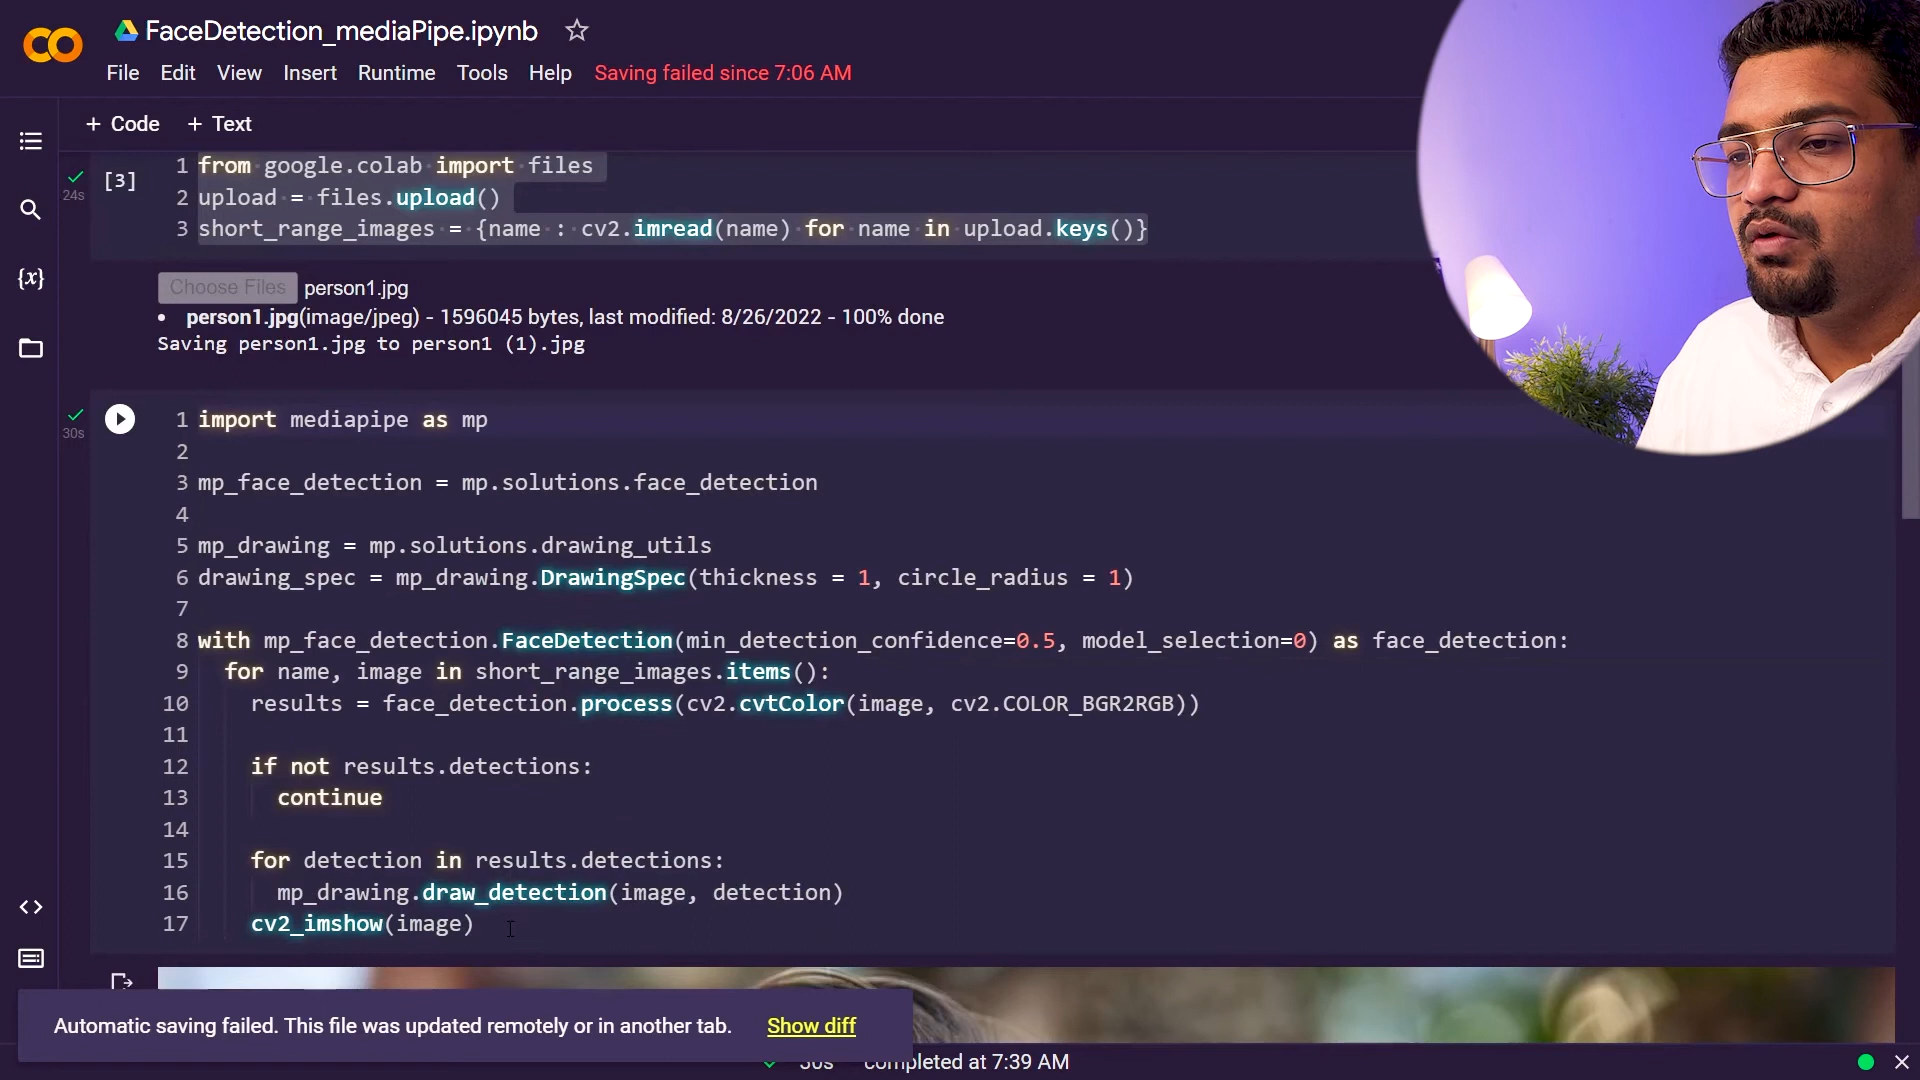 FaceDetection_mediaPipe.ipynb
File Edit View Insert Runtime Tools Help Saving failed since 7:06 AM
+ Code + Text
24s [3] 1 from google.colab import files
2 upload = files.upload()
3 short_range_images = {name : cv2.imread(name) for name in upload.keys()}
{x}
Choose Files person1.jpg
• person1.jpg(image/jpeg) - 1596045 bytes, last modified: 8/26/2022 - 100% done
Saving person1.jpg to person1 (1).jpg
30s 1 import mediapipe as mp
2
3 mp_face_detection = mp.solutions.face_detection
4
5 mp_drawing = mp.solutions.drawing_utils
6 drawing_spec = mp_drawing.DrawingSpec(thickness = 1, circle_radius = 1)
7
8 with mp_face_detection.FaceDetection(min_detection_confidence=0.5, model_selection=0) as face_detection:
9 for name, image in short_range_images.items():
10 results = face_detection.process(cv2.cvtColor(image, cv2.COLOR_BGR2RGB))
11
12 if not results.detections:
13 continue
14
15 for detection in results.detections:
16 mp_drawing.draw_detection(image, detection)
17 cv2_imshow(image)
Automatic saving failed. This file was updated remotely or in another tab. Show diff
completed at 7:39 AM